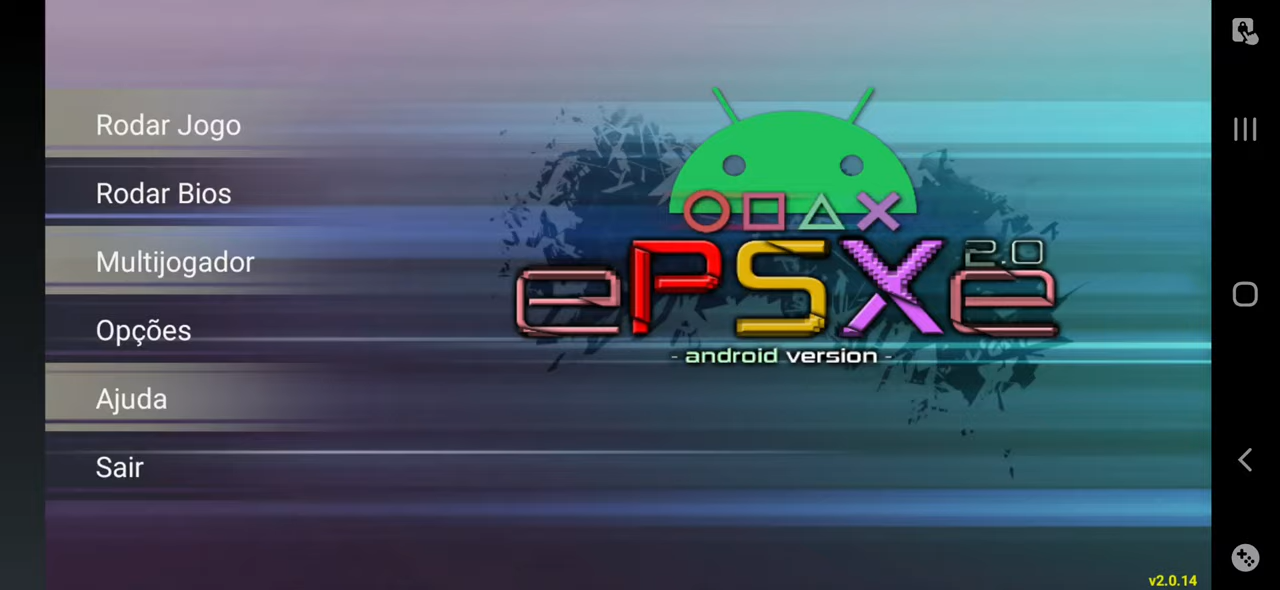 Rodar Jogo
Rodar Bios
Multijogador
Opções
Ajuda
Sair
ePSXe 2.0
- android version -
v2.0.14